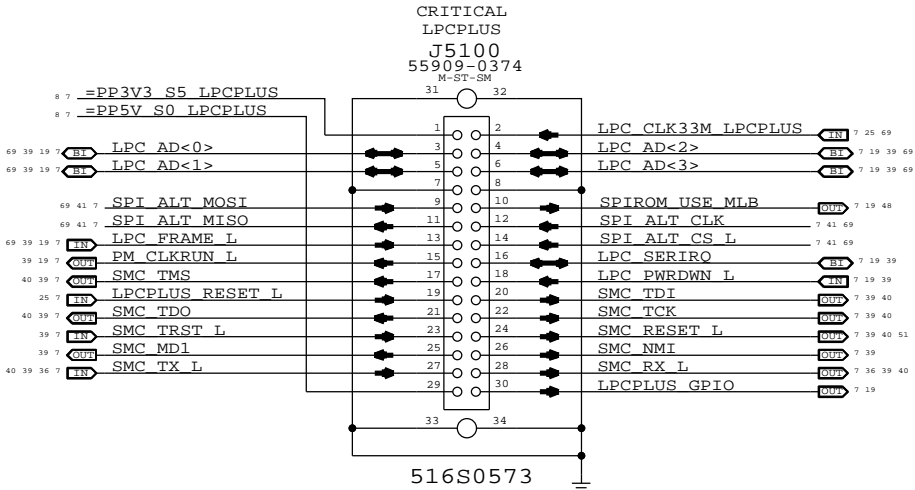 CRITICAL
LPCPLUS
J5100
55909-0374
M-ST-SM
31 32
8 7 =PP3V3_S5_LPCPLUS
8 7 =PP5V_S0_LPCPLUS
1 2 LPC_CLK33M_LPCPLUS IN 7 25 69
69 39 19 7 BI LPC_AD<0> 3 4 LPC_AD<2> BI 7 19 39 69
69 39 19 7 BI LPC_AD<1> 5 6 LPC_AD<3> BI 7 19 39 69
7 8
69 41 7 SPI_ALT_MOSI 9 10 SPIROM_USE_MLB OUT 7 19 48
69 41 7 SPI_ALT_MISO 11 12 SPI_ALT_CLK 7 41 69
69 39 19 7 IN LPC_FRAME_L 13 14 SPI_ALT_CS_L 7 41 69
39 19 7 OUT PM_CLKRUN_L 15 16 LPC_SERIRQ BI 7 19 39
40 39 7 OUT SMC_TMS 17 18 LPC_PWRDWN_L IN 7 19 39
25 7 IN LPCPLUS_RESET_L 19 20 SMC_TDI OUT 7 39 40
40 39 7 OUT SMC_TDO 21 22 SMC_TCK OUT 7 39 40
39 7 IN SMC_TRST_L 23 24 SMC_RESET_L OUT 7 39 40 51
39 7 OUT SMC_MD1 25 26 SMC_NMI OUT 7 39
40 39 36 7 IN SMC_TX_L 27 28 SMC_RX_L OUT 7 36 39 40
29 30 LPCPLUS_GPIO OUT 7 19
33 34
516S0573